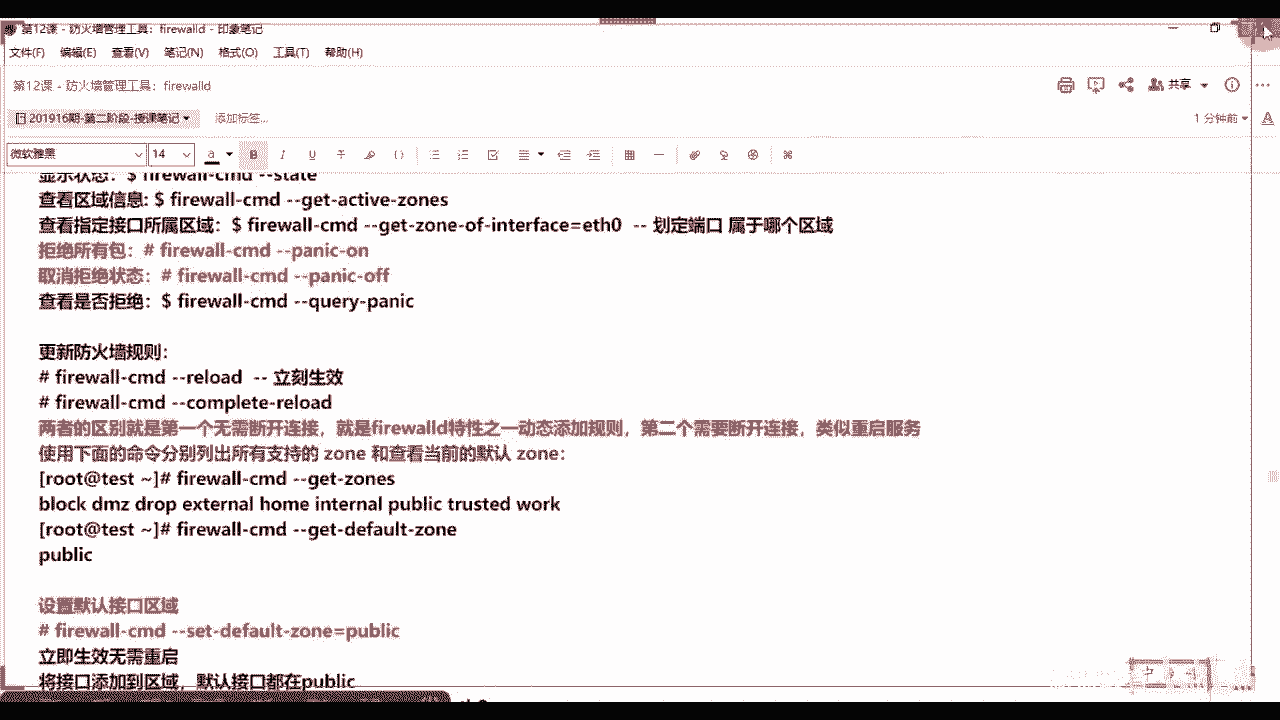 第12课 - 防火墙管理工具：firewalld - 印象笔记
文件(F) 编辑(E) 查看(V) 笔记(N) 格式(O) 工具(T) 帮助(H)
第12课 - 防火墙管理工具：firewalld
共享
201916期-第二阶段-授课笔记
添加标签...
1 分钟前
微软雅黑 14
显示状态：$ firewall-cmd --state
查看区域信息: $ firewall-cmd --get-active-zones
查看指定接口所属区域：$ firewall-cmd --get-zone-of-interface=eth0 -- 划定端口 属于哪个区域
拒绝所有包：# firewall-cmd --panic-on
取消拒绝状态：# firewall-cmd --panic-off
查看是否拒绝：$ firewall-cmd --query-panic
更新防火墙规则：
# firewall-cmd --reload -- 立刻生效
# firewall-cmd --complete-reload
两者的区别就是第一个无需断开连接，就是firewalld特性之一动态添加规则，第二个需要断开连接，类似重启服务
使用下面的命令分别列出所有支持的 zone 和查看当前的默认 zone：
[root@test ~]# firewall-cmd --get-zones
block dmz drop external home internal public trusted work
[root@test ~]# firewall-cmd --get-default-zone
public
设置默认接口区域
# firewall-cmd --set-default-zone=public
立即生效无需重启
将接口添加到区域，默认接口都在public